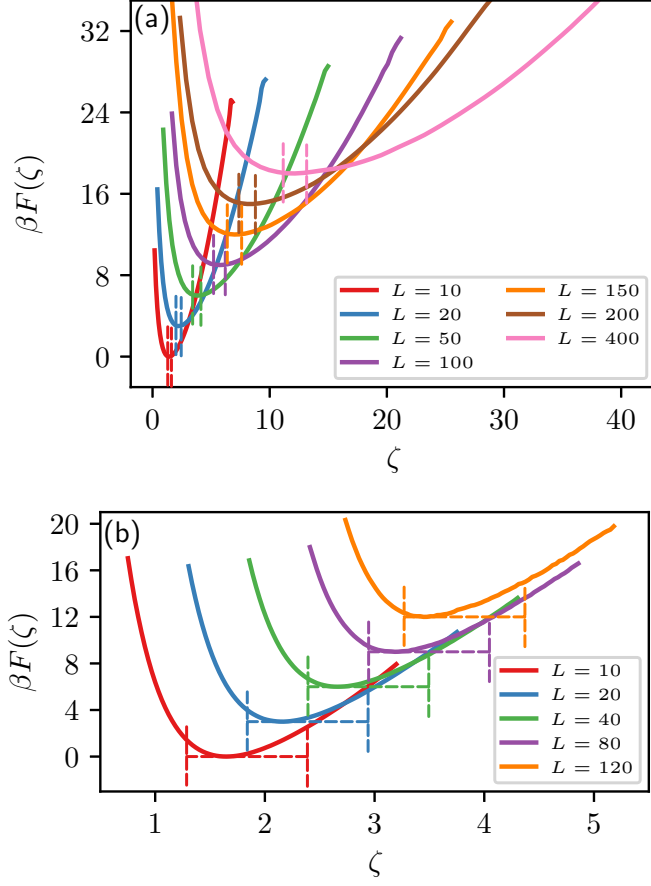 (a)
32
24
16
8
0
βF(ζ)
L = 10
L = 20
L = 50
L = 100
L = 150
L = 200
L = 400
0 10 20 30 40
ζ
(b)
20
16
12
8
4
0
βF(ζ)
L = 10
L = 20
L = 40
L = 80
L = 120
1 2 3 4 5
ζ